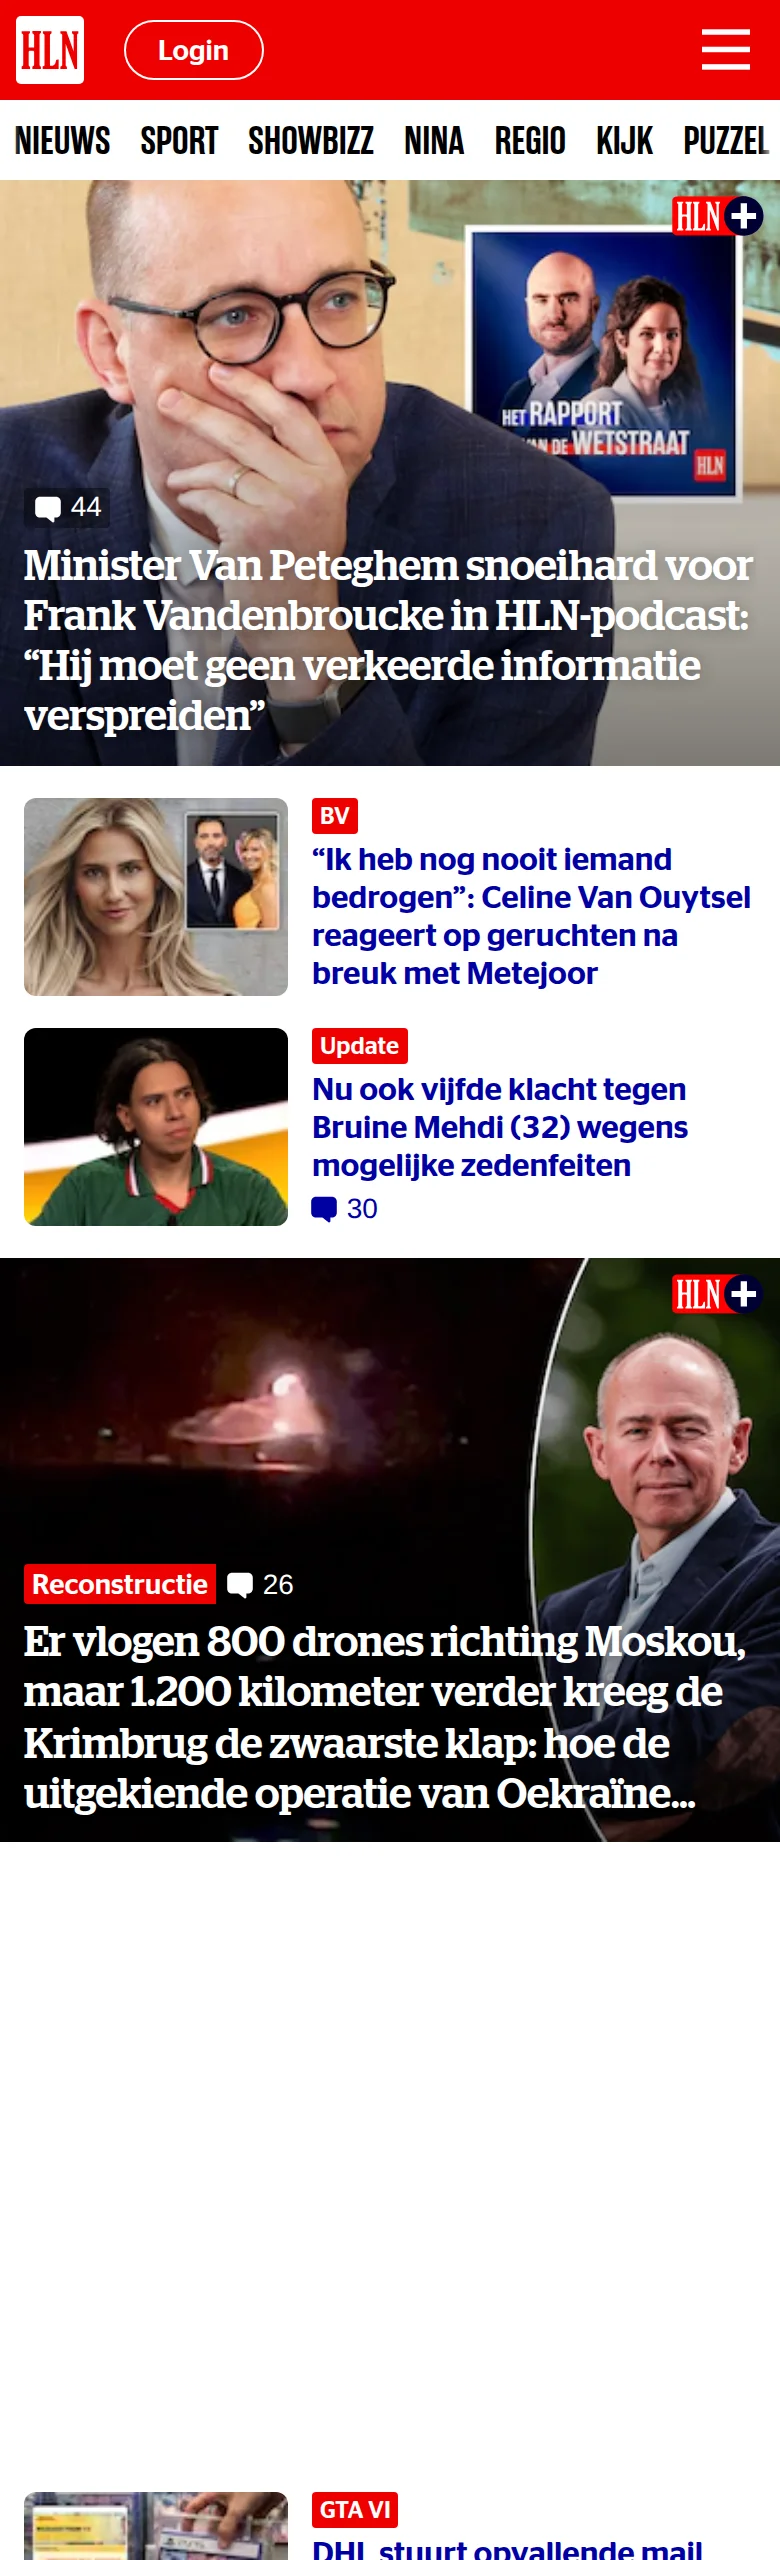 HLN
Login
NIEUWS SPORT SHOWBIZZ NINA REGIO KIJK PUZZEL
HLN+
HET RAPPORT
VAN DE WETSTRAAT
HLN
44
Minister Van Peteghem snoeihard voor
Frank Vandenbroucke in HLN-podcast:
“Hij moet geen verkeerde informatie
verspreiden”
BV
“Ik heb nog nooit iemand
bedrogen”: Celine Van Ouytsel
reageert op geruchten na
breuk met Metejoor
Update
Nu ook vijfde klacht tegen
Bruine Mehdi (32) wegens
mogelijke zedenfeiten
30
HLN+
Reconstructie 26
Er vlogen 800 drones richting Moskou,
maar 1.200 kilometer verder kreeg de
Krimbrug de zwaarste klap: hoe de
uitgekiende operatie van Oekraïne...
GTA VI
DHL stuurt opvallende mail